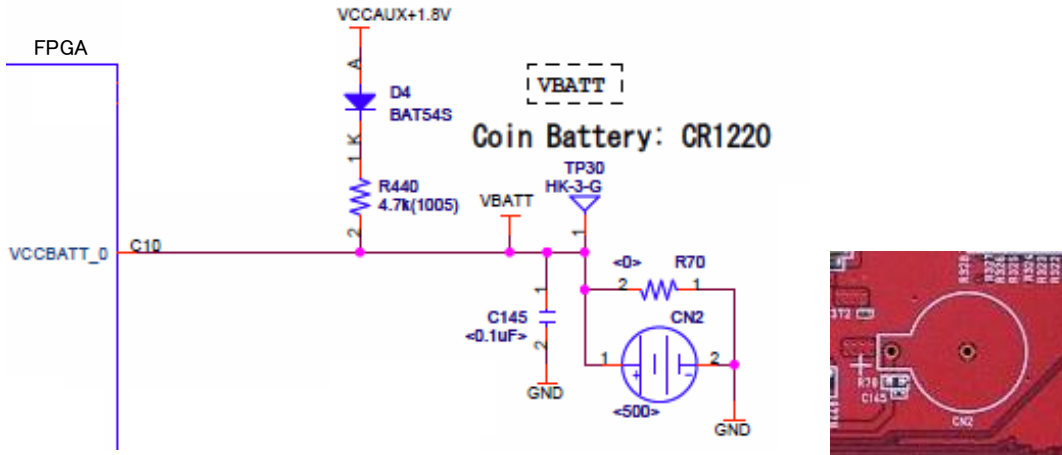 VCCAUX+1.8V
FPGA
A
D4
BAT54S
VBATT
Coin Battery: CR1220
1 K
TP30
HK-3-G
R440
4.7k(1005)
VBATT
2
1
VCCBATT_0
C10
<0>
R70
2
1
1
C145
<0.1uF>
CN2
2
1
2
+
-
GND
<500>
GND
R70
C145
CN2